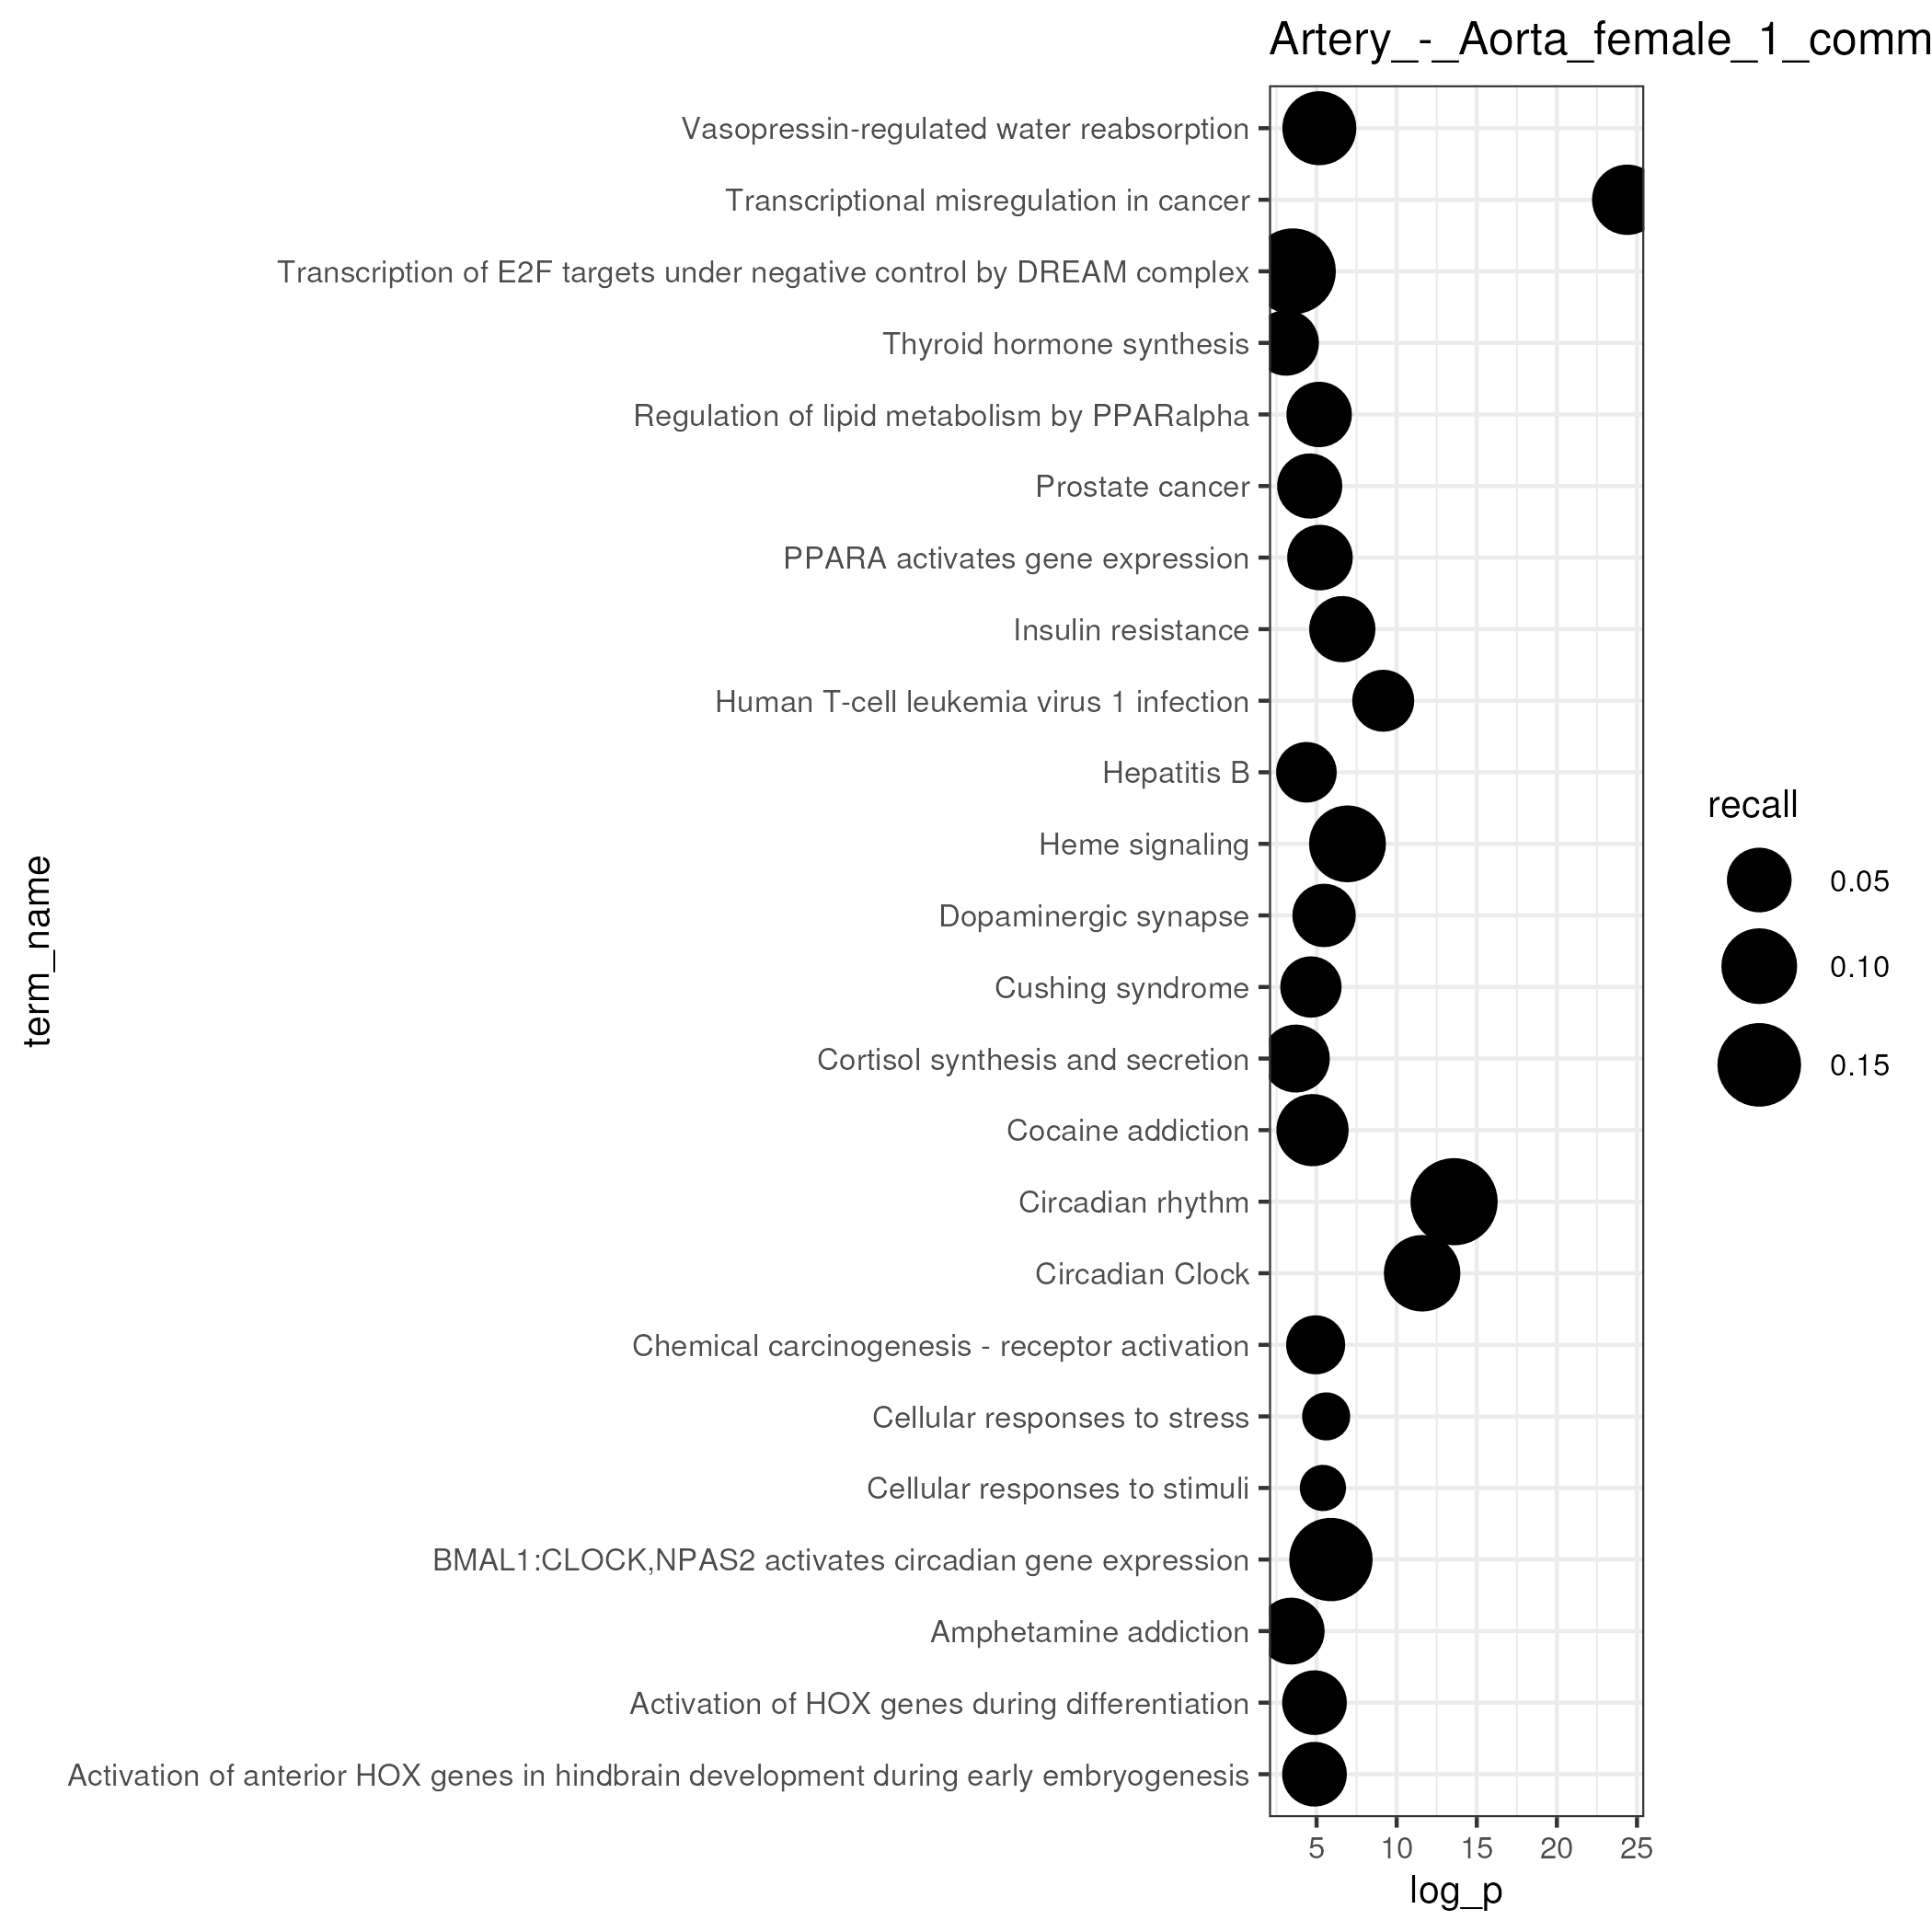 Artery_-_Aorta_female_1_comm
Vasopressin-regulated water reabsorption
Transcriptional misregulation in cancer
Transcription of E2F targets under negative control by DREAM complex
Thyroid hormone synthesis
Regulation of lipid metabolism by PPARalpha
Prostate cancer
PPARA activates gene expression
Insulin resistance
Human T-cell leukemia virus 1 infection
Hepatitis B
Heme signaling
Dopaminergic synapse
Cushing syndrome
Cortisol synthesis and secretion
Cocaine addiction
Circadian rhythm
Circadian Clock
Chemical carcinogenesis - receptor activation
Cellular responses to stress
Cellular responses to stimuli
BMAL1:CLOCK,NPAS2 activates circadian gene expression
Amphetamine addiction
Activation of HOX genes during differentiation
Activation of anterior HOX genes in hindbrain development during early embryogenesis
term_name
5 10 15 20 25
log_p
recall
0.05
0.10
0.15